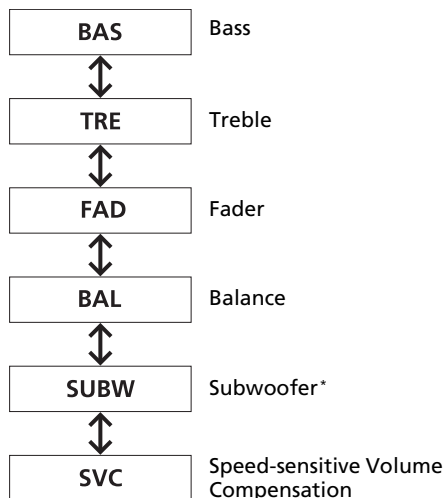 BAS Bass
TRE Treble
FAD Fader
BAL Balance
SUBW Subwoofer*
SVC Speed-sensitive Volume
Compensation